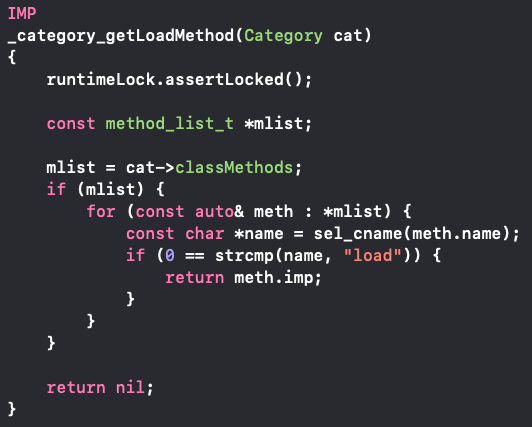 IMP
_category_getLoadMethod(Category cat)
{
    runtimeLock.assertLocked();

    const method_list_t *mlist;

    mlist = cat->classMethods;
    if (mlist) {
        for (const auto& meth : *mlist) {
            const char *name = sel_cname(meth.name);
            if (0 == strcmp(name, "load")) {
                return meth.imp;
            }
        }
    }

    return nil;
}